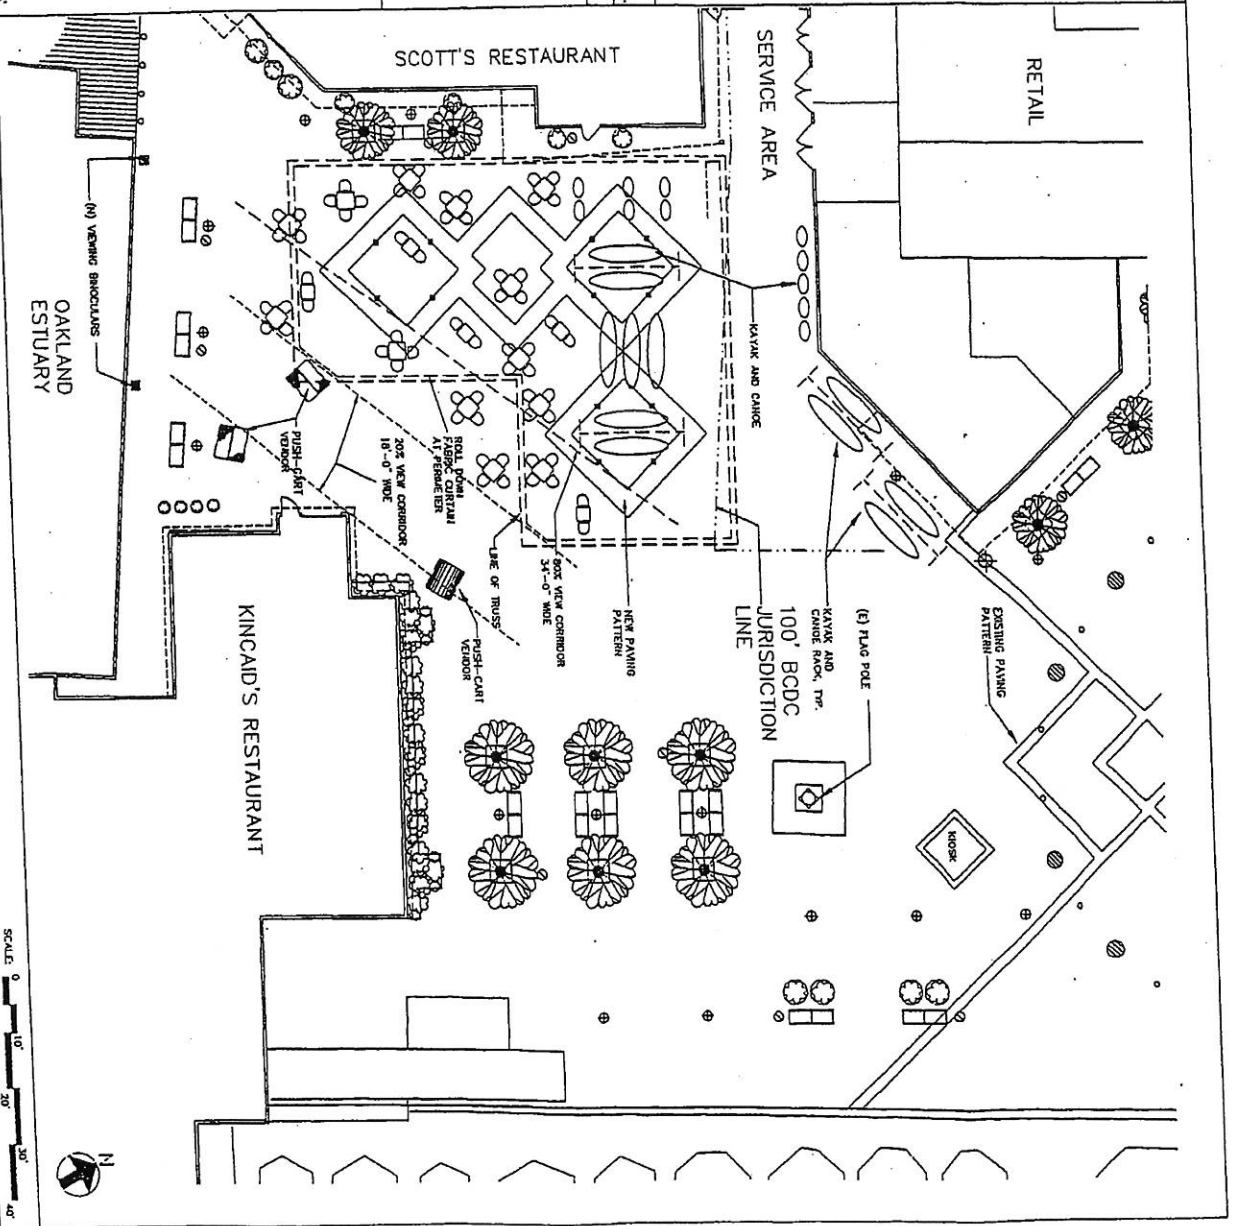 SCOTT'S RESTAURANT
SERVICE AREA
RETAIL
(N) VIEWING BINOCULARS
OAKLAND
ESTUARY
KAYAK AND CANOE
PUSH-CART
VENDOR
20% VIEW CORRIDOR
18'-0" WIDE
ROLL DOWN
FABRIC CURTAIN
AT PERIMETER
LINE OF TRUSS
80% VIEW CORRIDOR
34'-0" WIDE
NEW PAVING
PATTERN
PUSH-CART
VENDOR
100' BCDC
JURISDICTION
LINE
KAYAK AND
CANOE RACK, TYP.
(E) FLAG POLE
EXISTING PAVING
PATTERN
KIOSK
KINCAID'S RESTAURANT
SCALE: 0 10' 20' 30' 40'
N